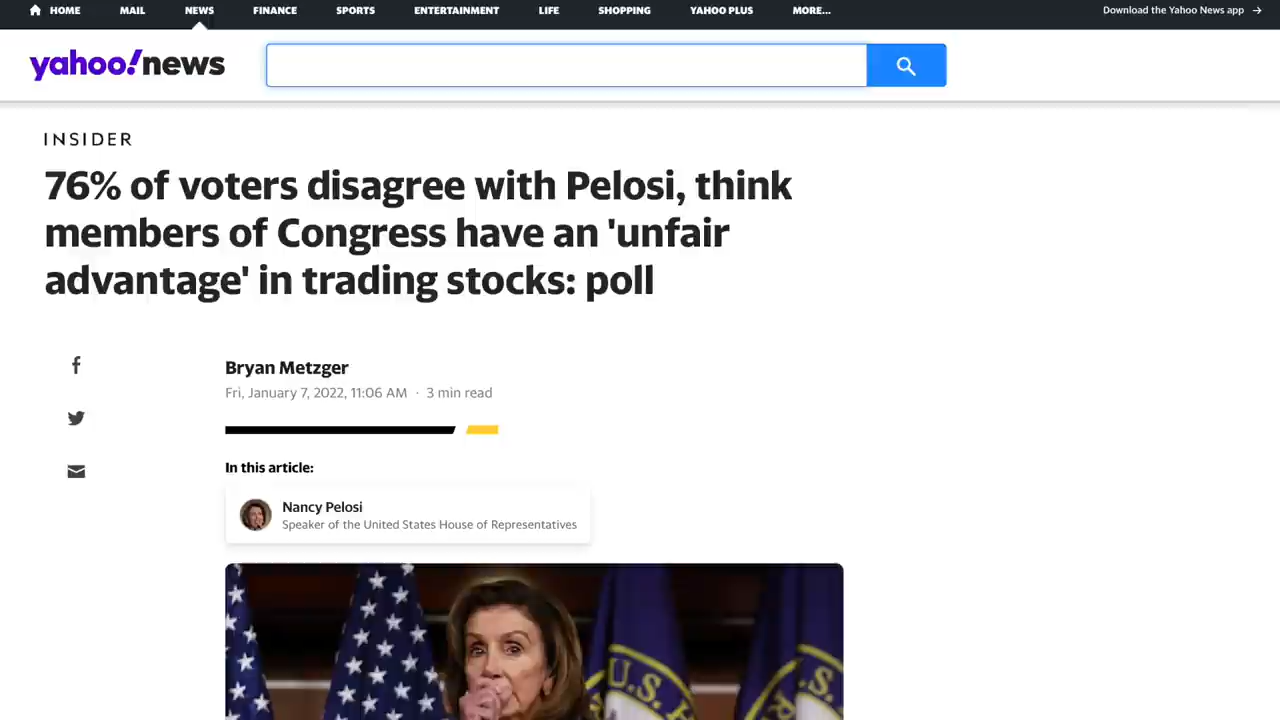 HOME MAIL NEWS FINANCE SPORTS ENTERTAINMENT LIFE SHOPPING YAHOO PLUS MORE... Download the Yahoo News app →
yahoo!news
INSIDER
76% of voters disagree with Pelosi, think
members of Congress have an 'unfair
advantage' in trading stocks: poll
Bryan Metzger
Fri, January 7, 2022, 11:06 AM · 3 min read
In this article:
Nancy Pelosi
Speaker of the United States House of Representatives
U.S. H
.S.
R